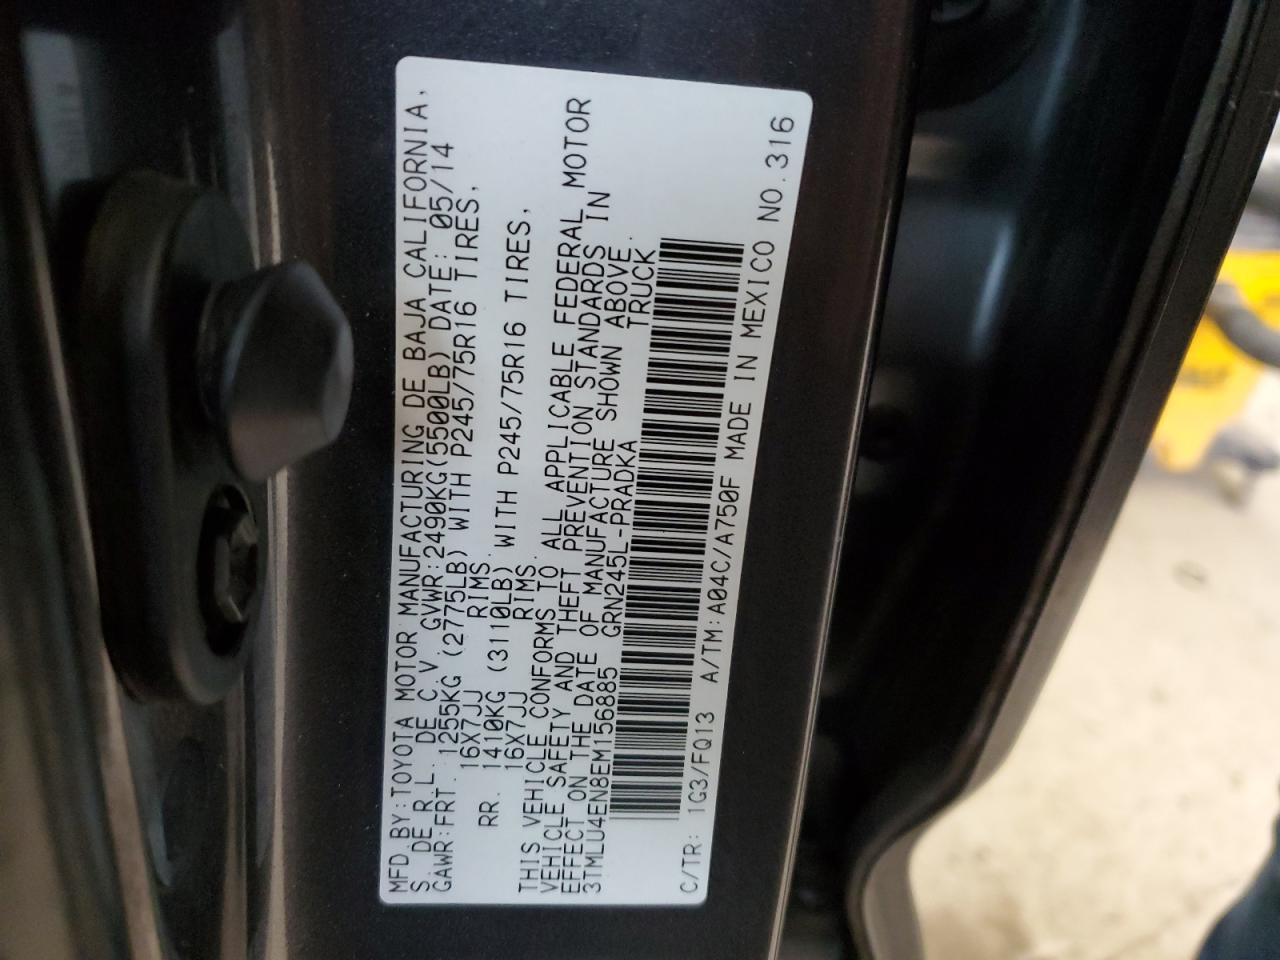 MFD.BY:TOYOTA MOTOR MANUFACTURING DE BAJA CALIFORNIA,
S DE R L DE C V GVWR:2490KG(5500LB) DATE: 05/14
GAWR:FRT. 1255KG (2775LB) WITH P245/75R16 TIRES,
16X7JJ RIMS.
RR. 1410KG (3110LB) WITH P245/75R16 TIRES,
16X7JJ RIMS.
THIS VEHICLE CONFORMS TO ALL APPLICABLE FEDERAL MOTOR
VEHICLE SAFETY AND THEFT PREVENTION STANDARDS IN
EFFECT ON THE DATE OF MANUFACTURE SHOWN ABOVE.
3TMLU4EN8EM156885 GRN245L-PRADKA TRUCK
C/TR: 1G3/FQ13 A/TM:A04C/A750F MADE IN MEXICO NO.316